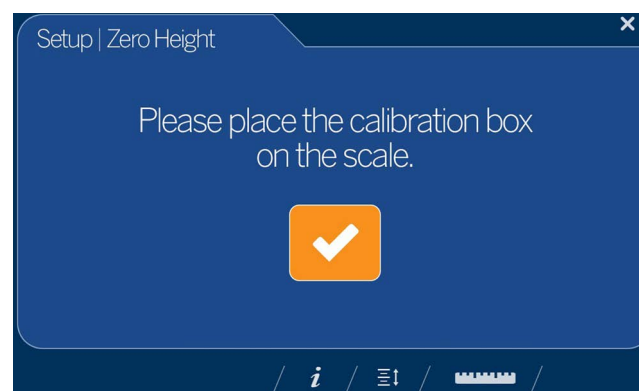 Setup | Zero Height
Please place the calibration box
on the scale.
i